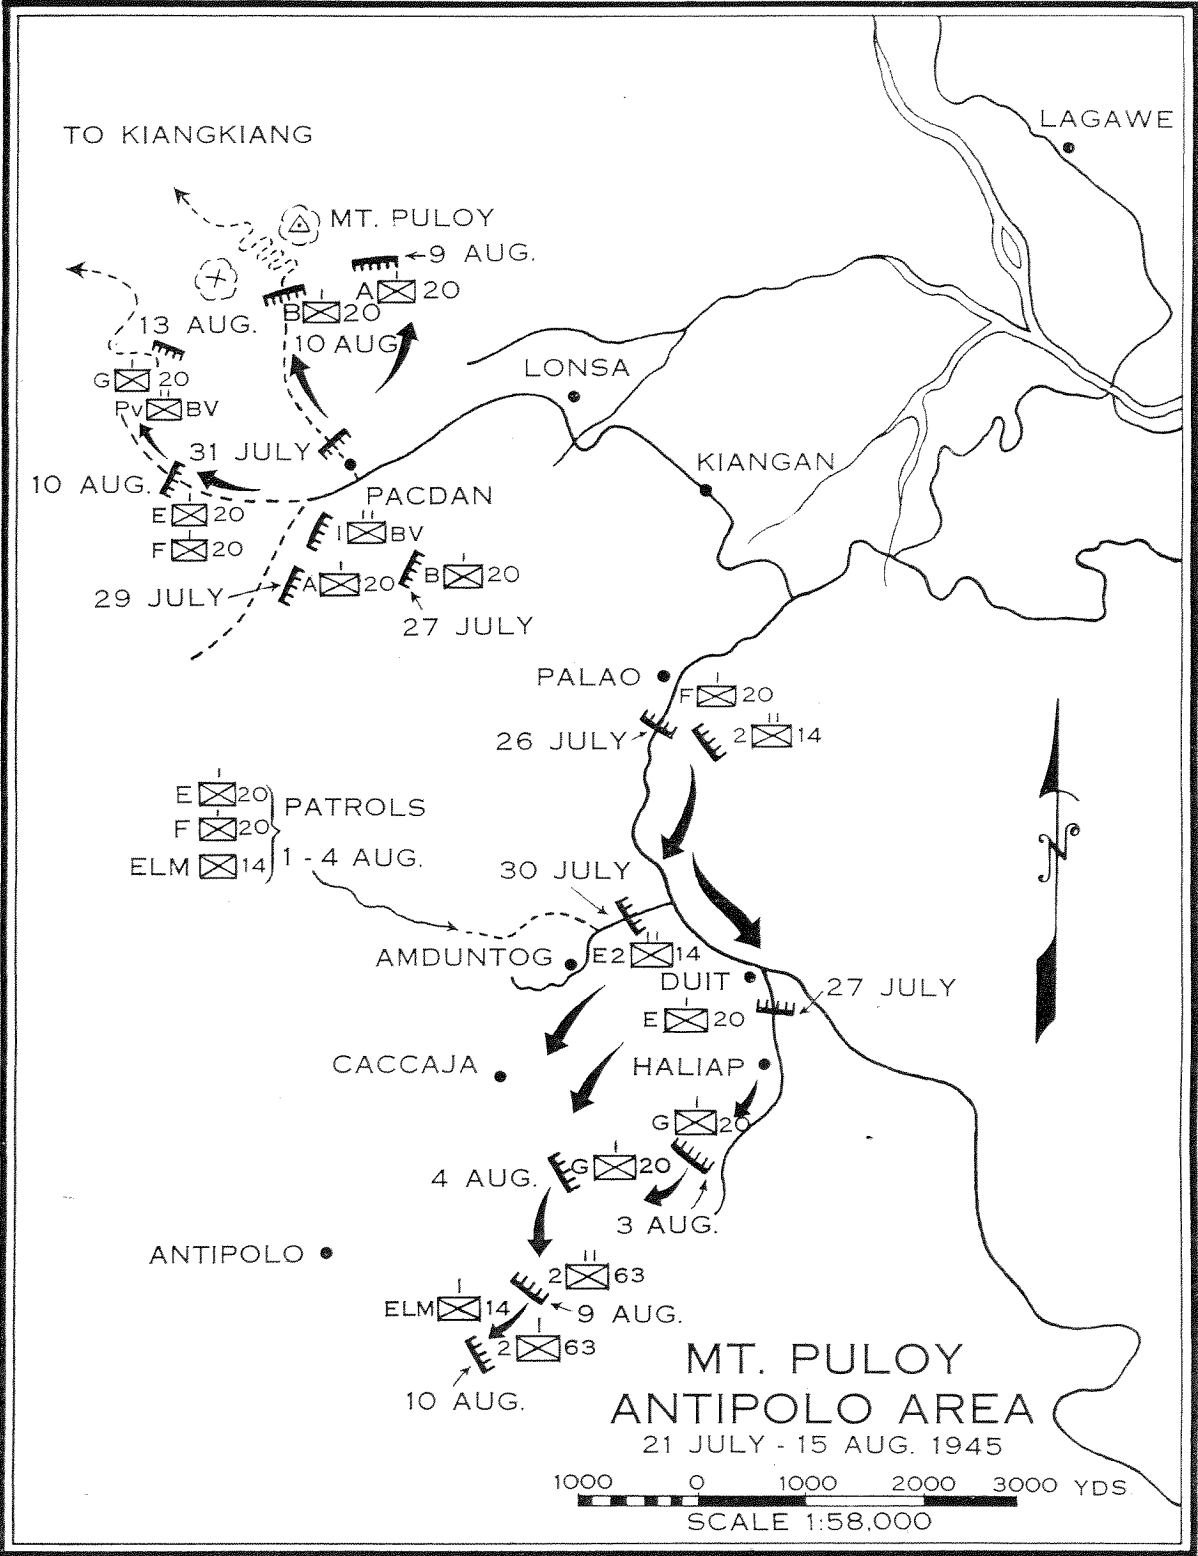 LAGAWE
TO KIANGKIANG
MT. PULOY
9 AUG.
A 20
B 20
13 AUG.
10 AUG
LONSA
G 20
Pv BV
31 JULY
KIANGAN
10 AUG.
PACDAN
E 20
I BV
F 20
A 20
B 20
29 JULY
27 JULY
PALAO
F 20
26 JULY
2 14
E 20
PATROLS
F 20
1 - 4 AUG.
ELM 14
30 JULY
AMDUNTOG
E2 14
DUIT
27 JULY
E 20
CACCAJA
HALIAP
G 20
G 20
4 AUG.
3 AUG.
ANTIPOLO
2 63
ELM 14
9 AUG.
2 63
10 AUG.
N
MT. PULOY
ANTIPOLO AREA
21 JULY - 15 AUG. 1945
1000 0 1000 2000 3000 YDS
SCALE 1:58,000